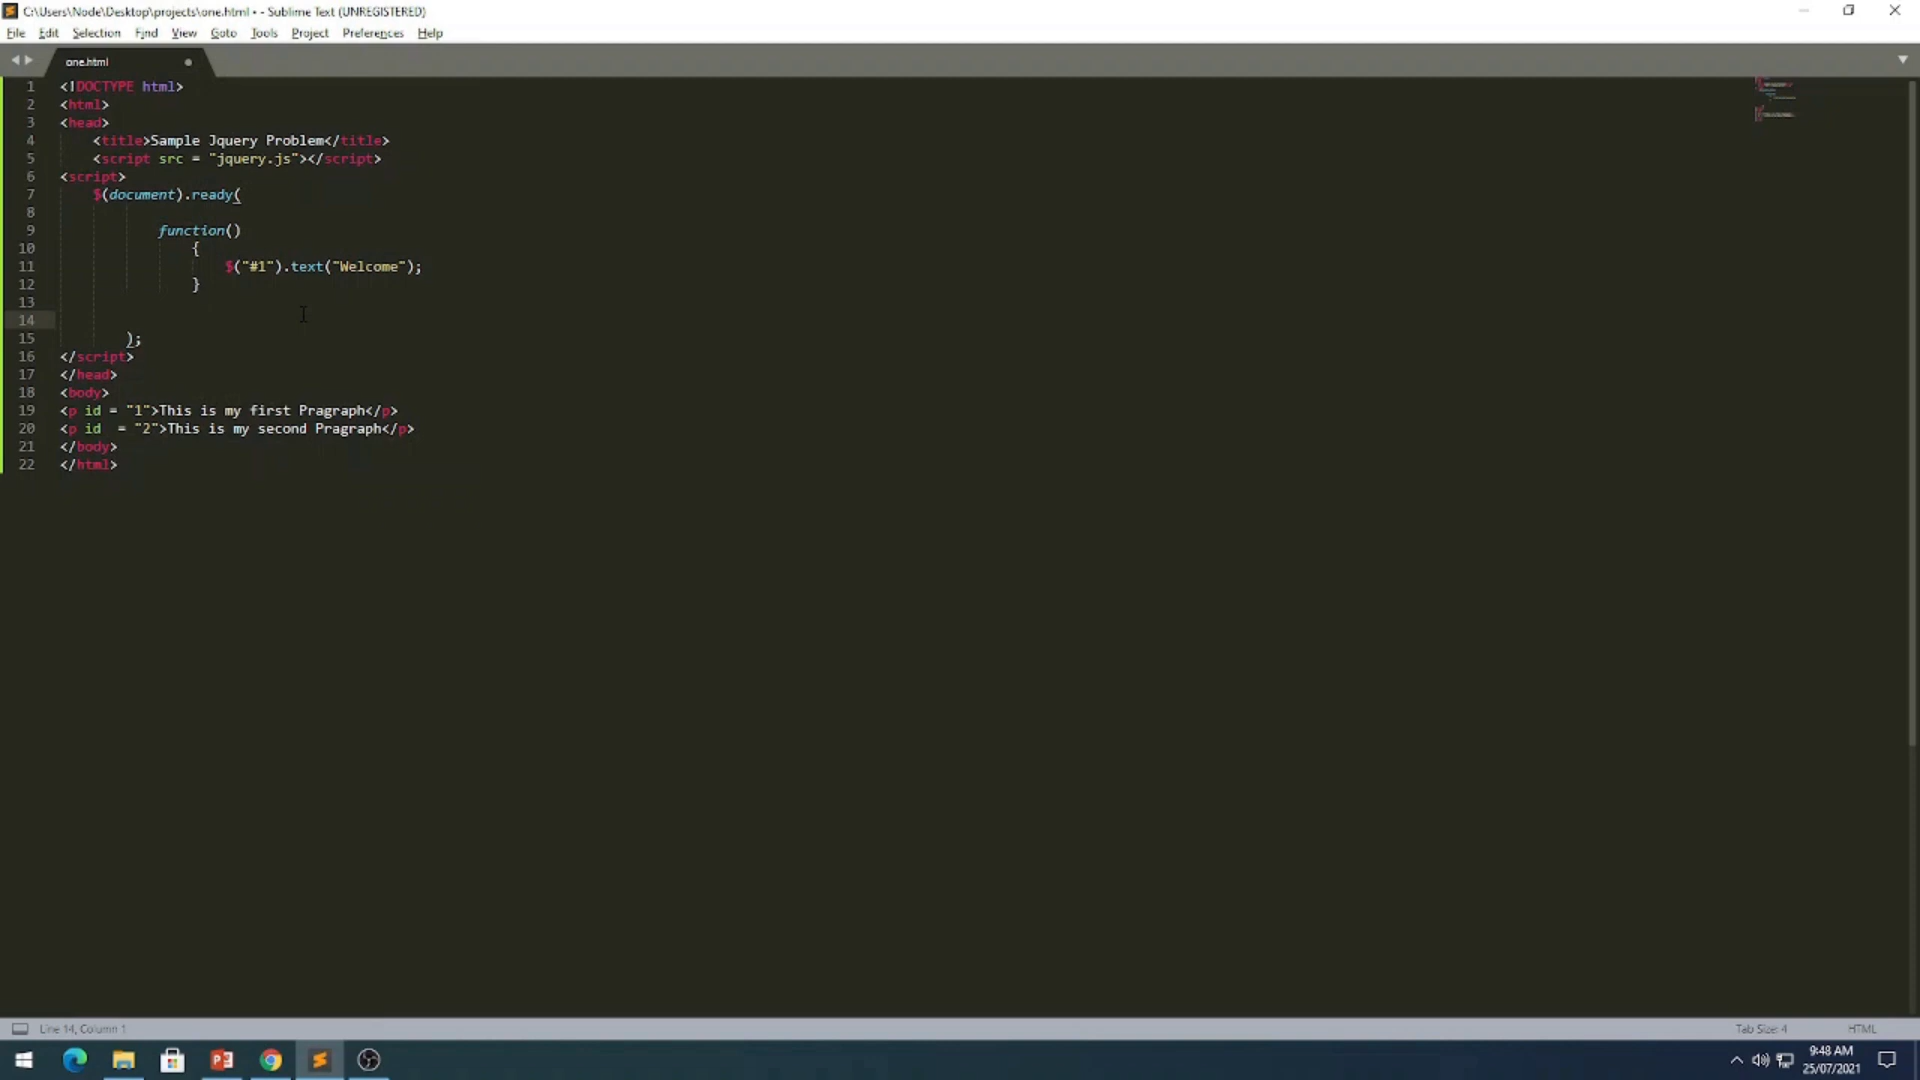 C:\Users\Node\Desktop\projects\one.html • - Sublime Text (UNREGISTERED)
File Edit Selection Find View Goto Tools Project Preferences Help
one.html
1 <!DOCTYPE html>
2 <html>
3 <head>
4 <title>Sample Jquery Problem</title>
5 <script src = "jquery.js"></script>
6 <script>
7 $(document).ready(
8
9 function()
10 {
11 $("#1").text("Welcome");
12 }
13
14
15 );
16 </script>
17 </head>
18 <body>
19 <p id = "1">This is my first Pragraph</p>
20 <p id  = "2">This is my second Pragraph</p>
21 </body>
22 </html>
Line 14, Column 1 Tab Size: 4 HTML
9:48 AM
25/07/2021